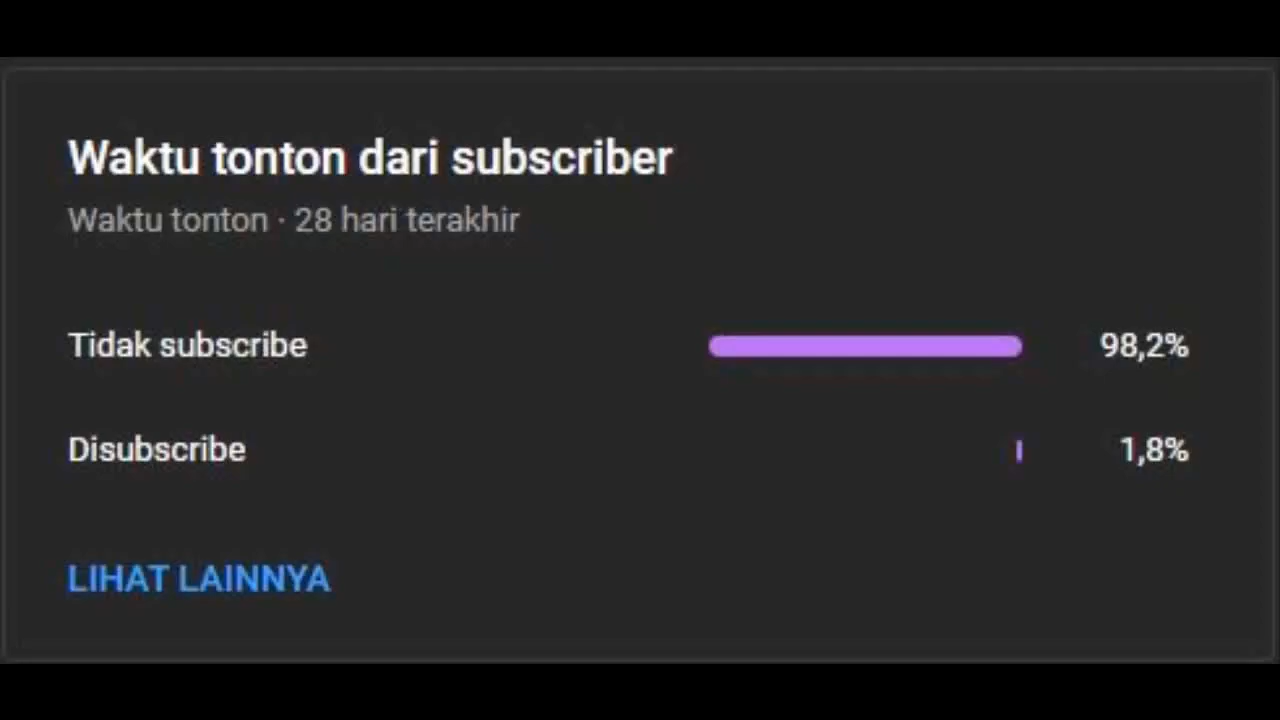 Waktu tonton dari subscriber
Waktu tonton · 28 hari terakhir
Tidak subscribe 98,2%
Disubscribe 1,8%
LIHAT LAINNYA